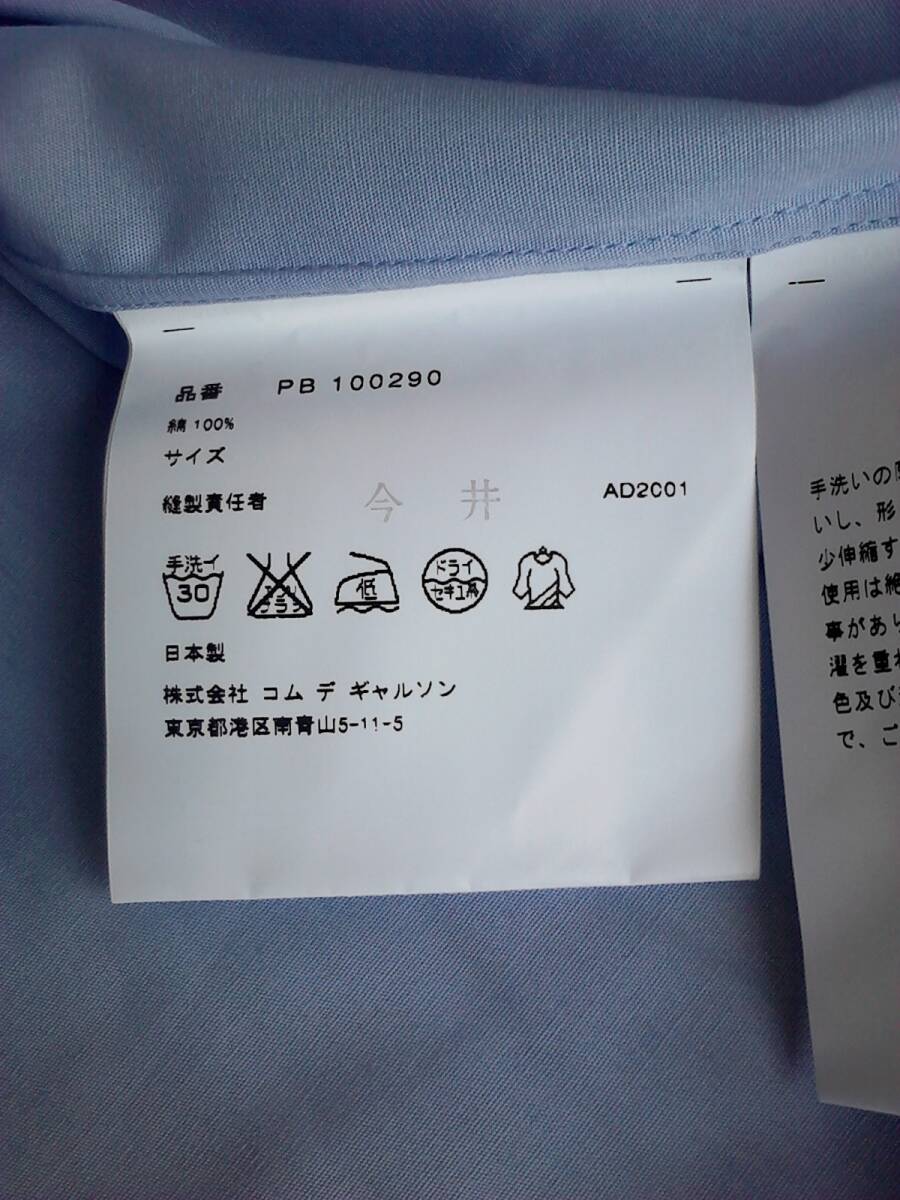 品番 PB 100290
綿 100%
サイズ
縫製責任者 今井 AD2001
手洗イ 30 低 ドライ セキユ系
日本製
株式会社 コム デ ギャルソン
東京都港区南青山5-11-5
手洗いの
いし、形
少伸縮す
使用は絶
事があり
濯を重ね
色及び
で、ご